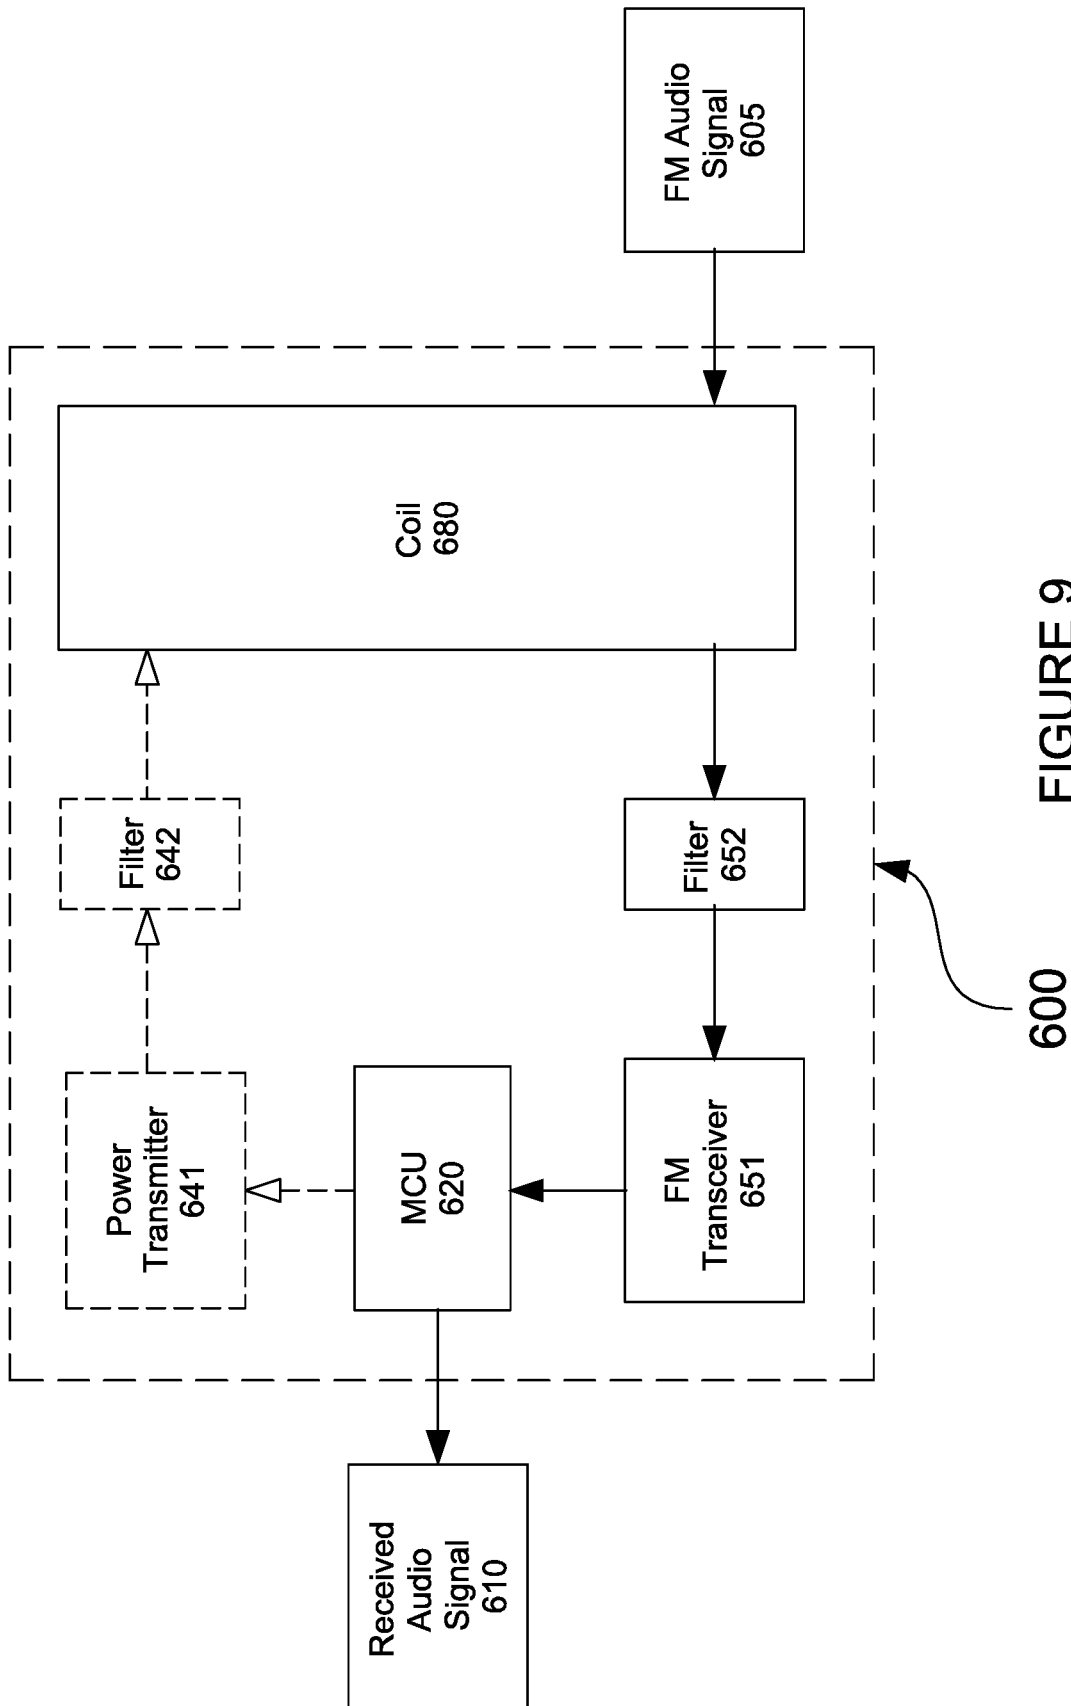 Received
Audio
Signal
610
Power
Transmitter
641
MCU
620
FM
Transceiver
651
Filter
642
Filter
652
Coil
680
FM Audio
Signal
605
600
FIGURE 9